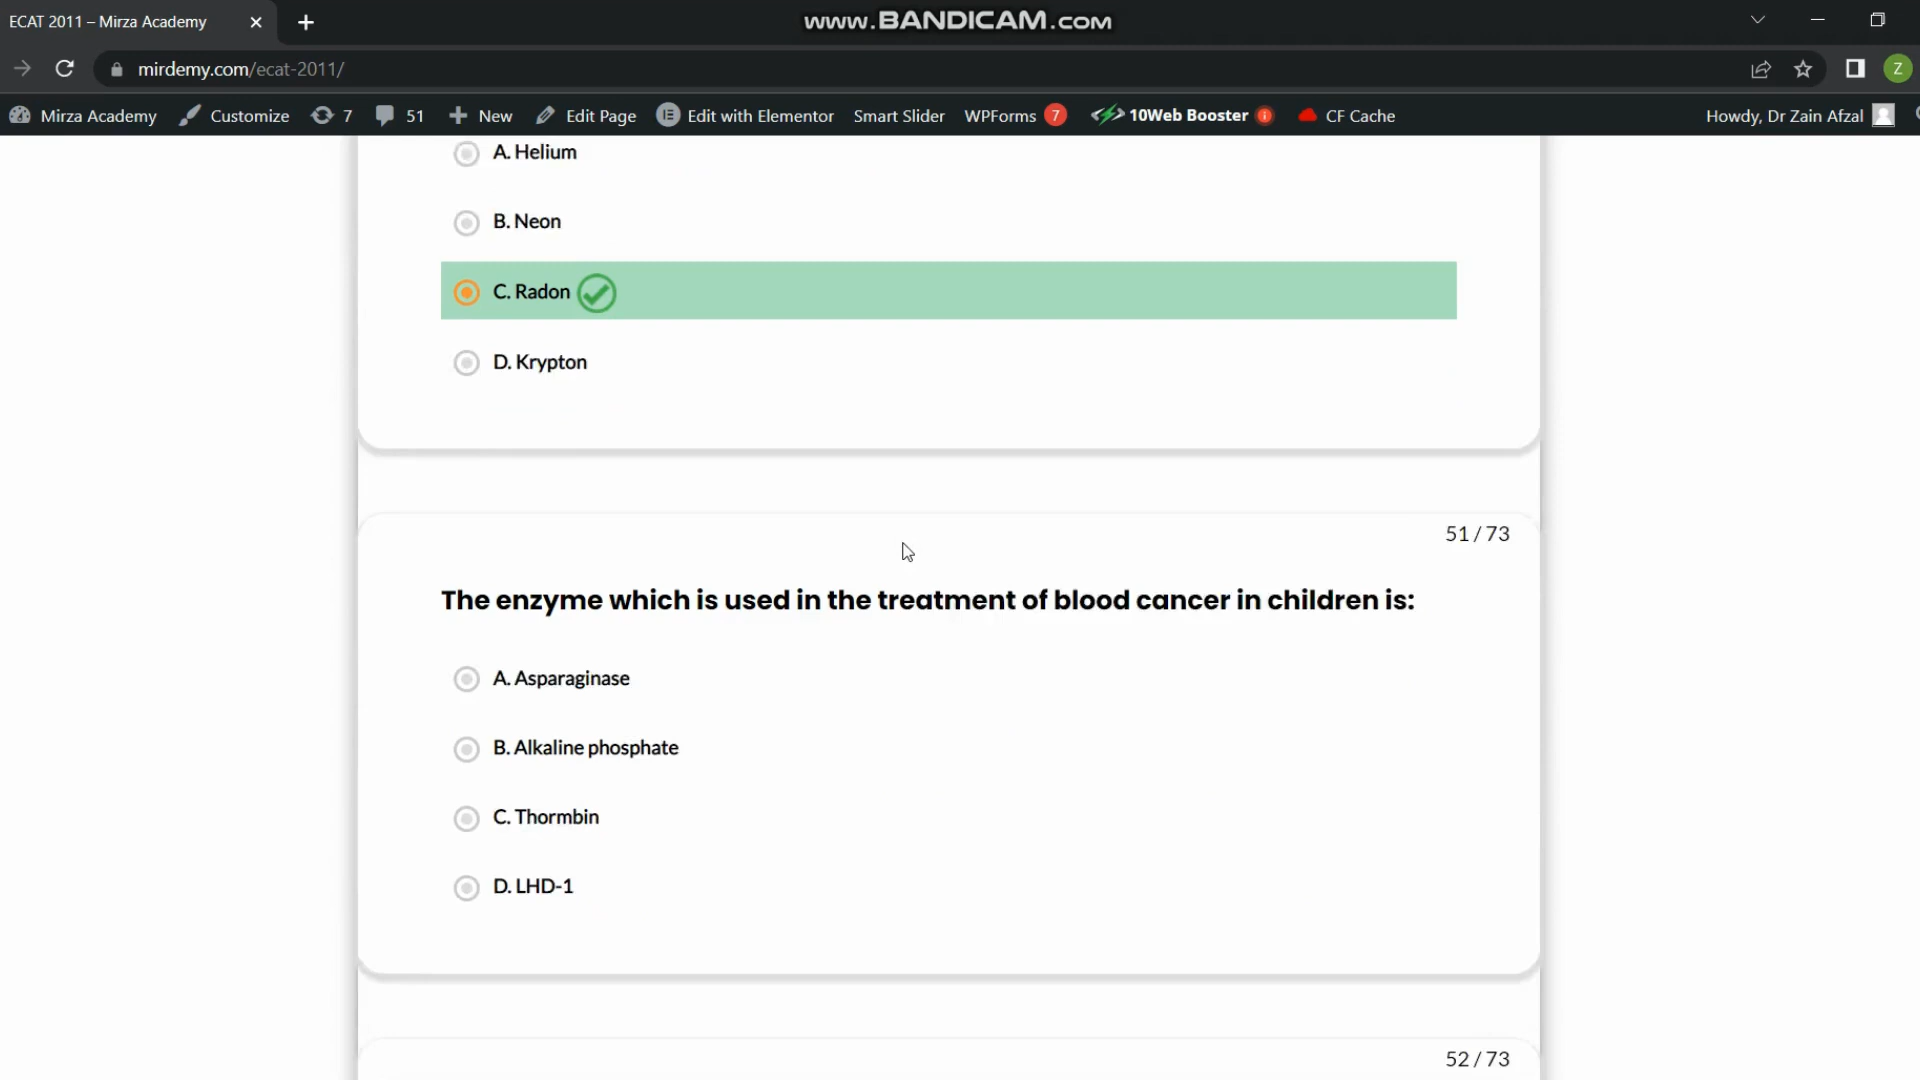 ECAT 2011 – Mirza Academy
www.BANDICAM.com
mirdemy.com/ecat-2011/
Z
Mirza Academy Customize 7 51 New Edit Page Edit with Elementor Smart Slider WPForms 7 10Web Booster CF Cache Howdy, Dr Zain Afzal
A. Helium
B. Neon
C. Radon
D. Krypton
51 / 73
The enzyme which is used in the treatment of blood cancer in children is:
A. Asparaginase
B. Alkaline phosphate
C. Thormbin
D. LHD-1
52 / 73